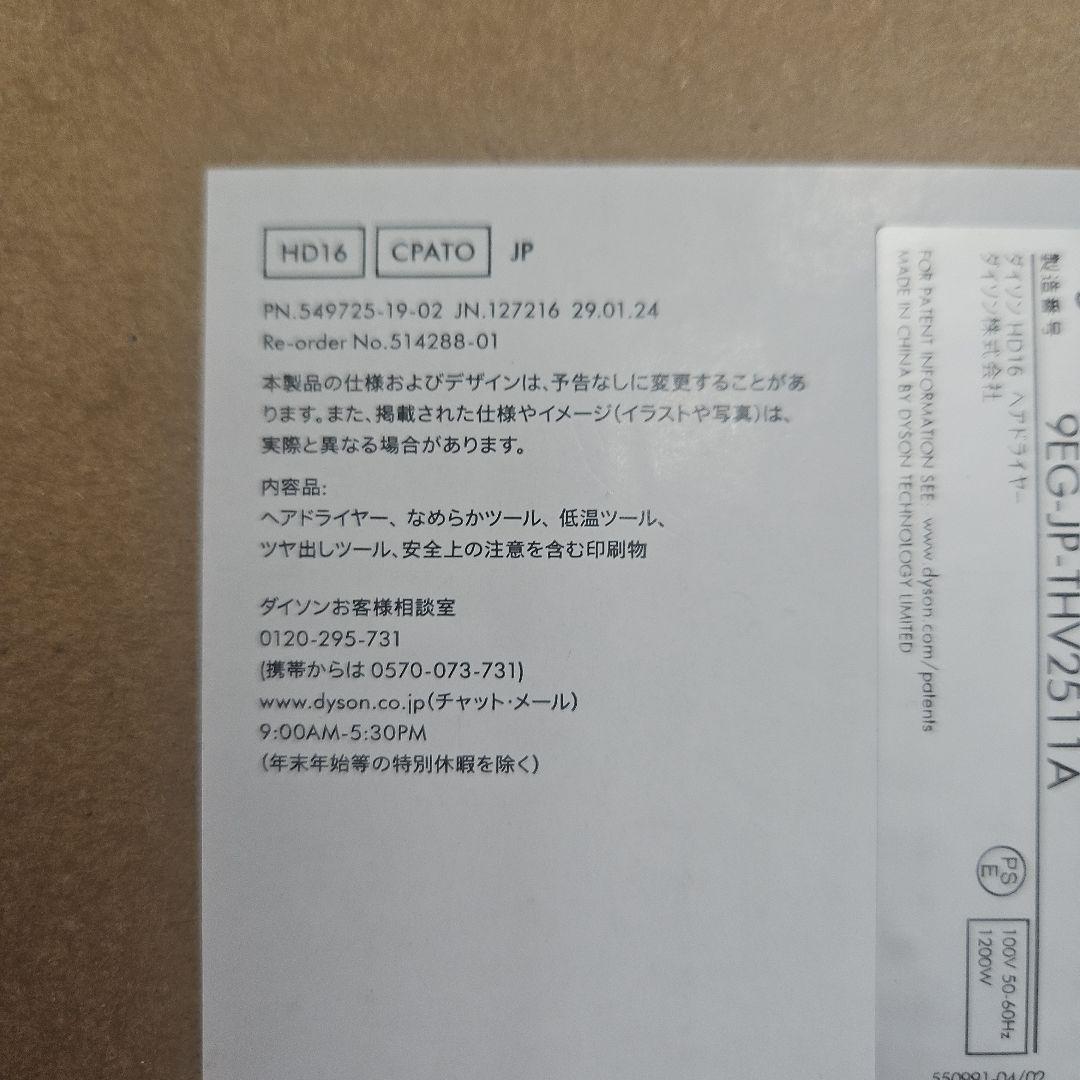 HD16 CPATO JP
PN.549725-19-02 JN.127216 29.01.24
Re-order No.514288-01
本製品の仕様およびデザインは、予告なしに変更することがあ
ります。また、掲載された仕様やイメージ(イラストや写真)は、
実際と異なる場合があります。
内容品:
ヘアドライヤー、なめらかツール、低温ツール、
ツヤ出しツール、安全上の注意を含む印刷物
ダイソンお客様相談室
0120-295-731
(携帯からは 0570-073-731)
www.dyson.co.jp(チャット・メール)
9:00AM-5:30PM
(年末年始等の特別休暇を除く)
製造番号
9EG-JP-THV2511A
ダイソン HD16 ヘアドライヤー
ダイソン株式会社
FOR PATENT INFORMATION SEE: www.dyson.com/patents
MADE IN CHINA BY DYSON TECHNOLOGY LIMITED
PS
E
100V 50-60Hz
1200W
550991-04/02